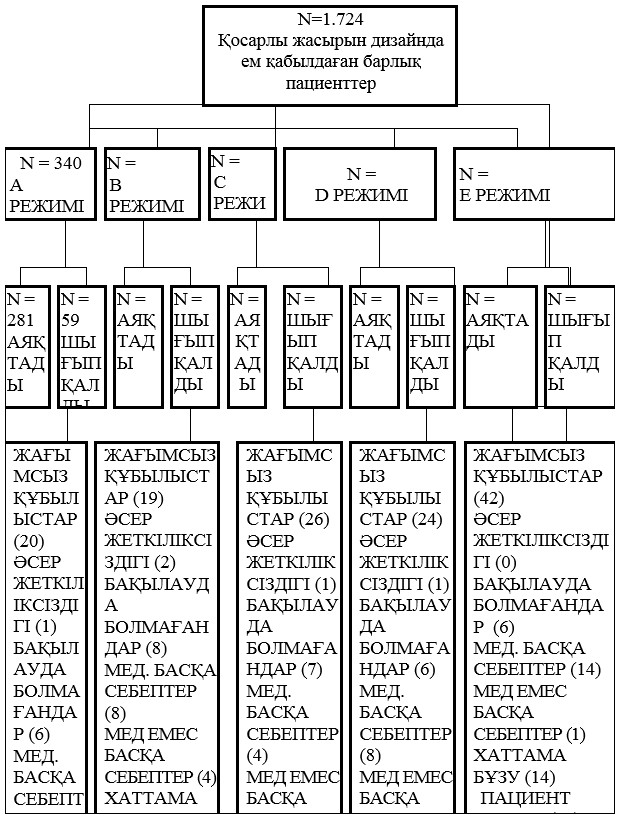 N=1.724
Қосарлы жасырын дизайнда
ем қабылдаған барлық
пациенттер
N = 340
А
РЕЖИМІ
N =
В
РЕЖИМІ
N =
С
РЕЖИ
N =
D РЕЖИМІ
N =
Е РЕЖИМІ
N =
281
АЯҚ
ТАД
Ы
N =
59
ШЫ
ҒЫП
ҚАЛ
ДЫ
N =
АЯҚ
ТАД
Ы
N =
ШЫ
ҒЫП
ҚАЛ
ДЫ
N =
АЯ
ҚТ
АД
Ы
N =
ШЫҒ
ЫП
ҚАЛД
Ы
N =
АЯҚ
ТАД
Ы
N =
ШЫ
ҒЫП
ҚАЛ
ДЫ
N =
АЯҚТА
ДЫ
N =
ШЫҒЫ
П
ҚАЛД
Ы
ЖАҒЫ
МСЫЗ
ҚҰБЫЛ
ЫСТАР
(20)
ӘСЕР
ЖЕТКІЛ
ІКСІЗДІ
ГІ (1)
БАҚЫЛ
АУДА
БОЛМА
ҒАНДА
Р (6)
МЕД.
БАСҚА
СЕБЕПТ
ЖАҒЫМСЫЗ
ҚҰБЫЛЫСТ
АР (19)
ӘСЕР
ЖЕТКІЛІКСІ
ЗДІГІ (2)
БАҚЫЛАУД
А
БОЛМАҒАН
ДАР (8)
МЕД. БАСҚА
СЕБЕПТЕР
(8)
МЕД ЕМЕС
БАСҚА
СЕБЕПТЕР (4)
ХАТТАМА
ЖАҒЫМС
ЫЗ
ҚҰБЫЛЫ
СТАР (26)
ӘСЕР
ЖЕТКІЛІК
СІЗДІГІ (1)
БАҚЫЛАУ
ДА
БОЛМАҒА
НДАР (7)
МЕД.
БАСҚА
СЕБЕПТЕР
(4)
МЕД ЕМЕС
БАСҚА
ЖАҒЫМС
ЫЗ
ҚҰБЫЛЫ
СТАР (24)
ӘСЕР
ЖЕТКІЛІК
СІЗДІГІ (1)
БАҚЫЛАУ
ДА
БОЛМАҒА
НДАР (6)
МЕД.
БАСҚА
СЕБЕПТЕР
(8)
МЕД ЕМЕС
БАСҚА
ЖАҒЫМСЫЗ
ҚҰБЫЛЫСТАР
(42)
ӘСЕР
ЖЕТКІЛІКСІЗДІ
ГІ (0)
БАҚЫЛАУДА
БОЛМАҒАНДА
Р (6)
МЕД. БАСҚА
СЕБЕПТЕР (14)
МЕД ЕМЕС
БАСҚА
СЕБЕПТЕР (1)
ХАТТАМА
БҰЗУ (14)
ПАЦИЕНТ